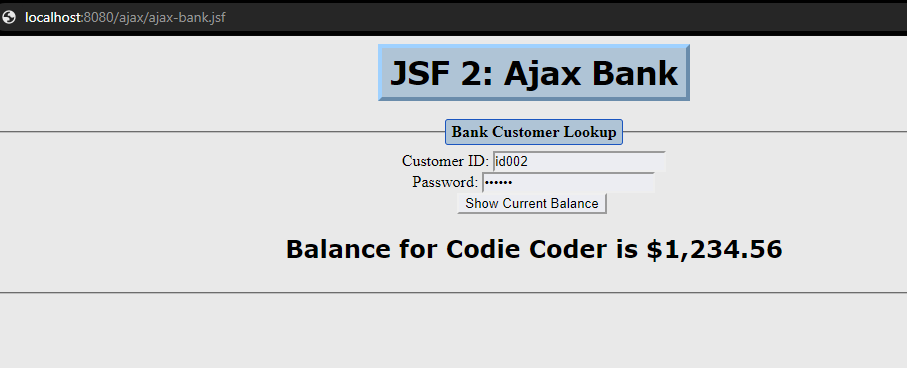 localhost:8080/ajax/ajax-bank.jsf
JSF 2: Ajax Bank
Bank Customer Lookup
Customer ID: id002
Password: ••••••
Show Current Balance
Balance for Codie Coder is $1,234.56